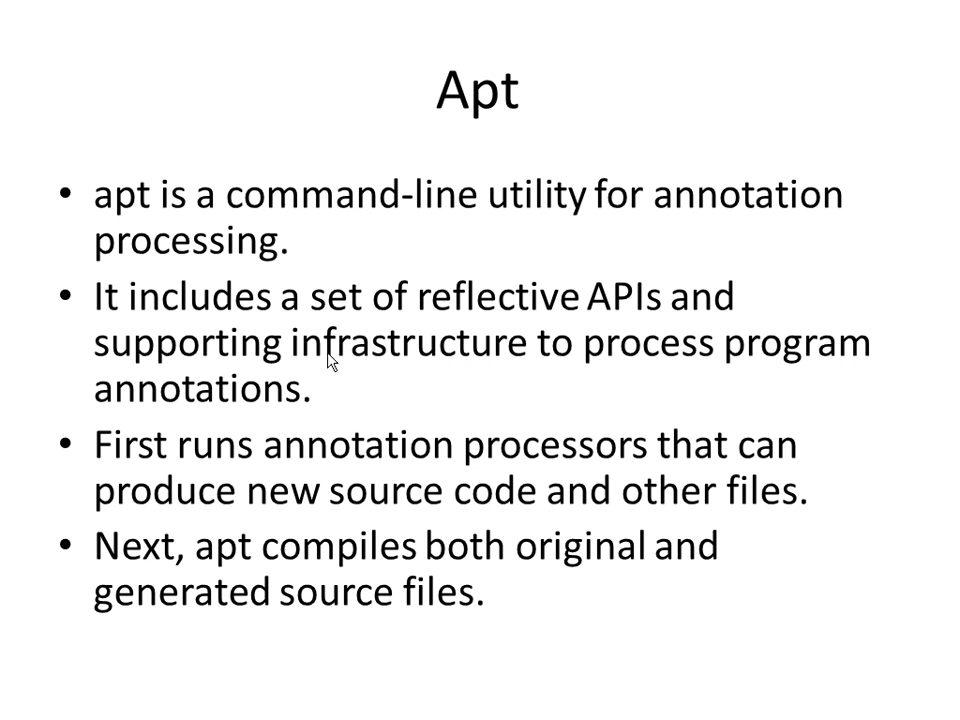 Apt
• apt is a command-line utility for annotation
processing.
• It includes a set of reflective APIs and
supporting infrastructure to process program
annotations.
• First runs annotation processors that can
produce new source code and other files.
• Next, apt compiles both original and
generated source files.